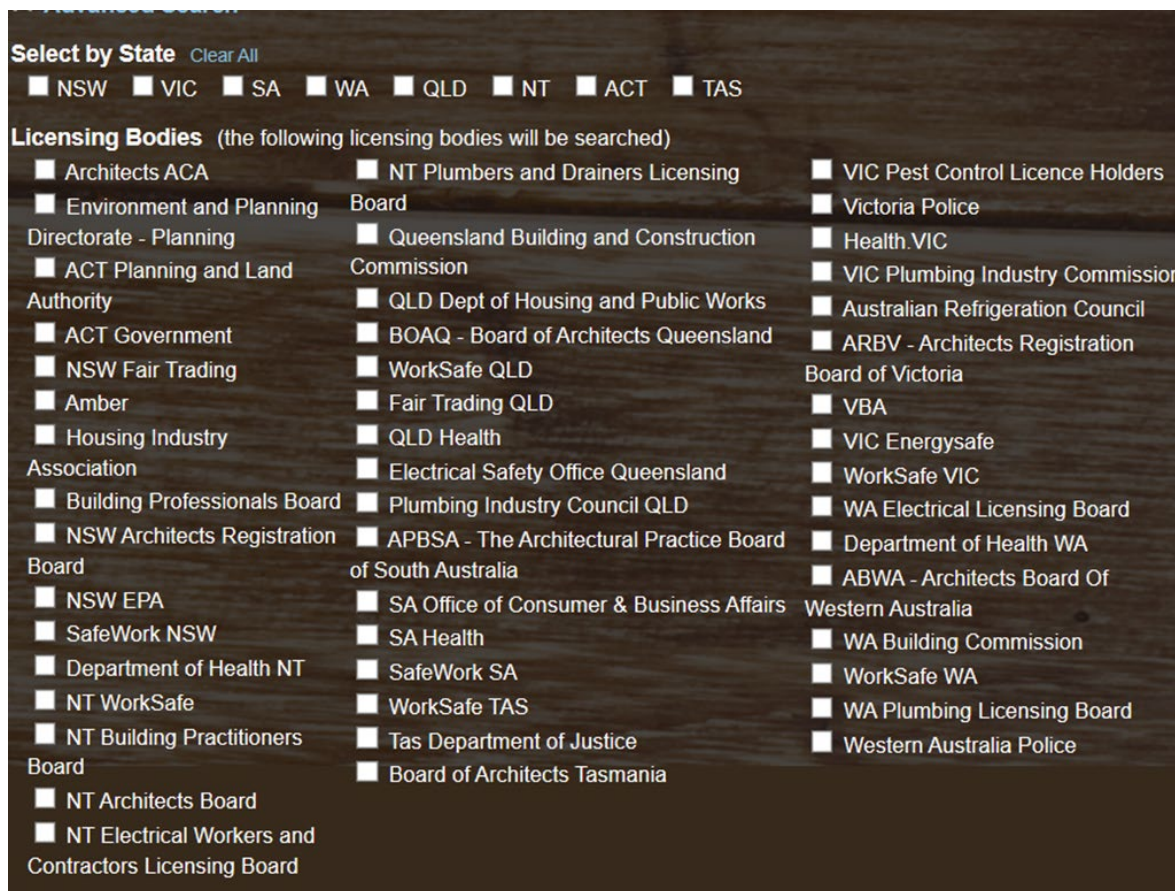 Advanced Search
Select by State Clear All
NSW VIC SA WA QLD NT ACT TAS
Licensing Bodies (the following licensing bodies will be searched)
Architects ACA
Environment and Planning
Directorate - Planning
ACT Planning and Land
Authority
ACT Government
NSW Fair Trading
Amber
Housing Industry
Association
Building Professionals Board
NSW Architects Registration
Board
NSW EPA
SafeWork NSW
Department of Health NT
NT WorkSafe
NT Building Practitioners
Board
NT Architects Board
NT Electrical Workers and
Contractors Licensing Board
NT Plumbers and Drainers Licensing
Board
Queensland Building and Construction
Commission
QLD Dept of Housing and Public Works
BOAQ - Board of Architects Queensland
WorkSafe QLD
Fair Trading QLD
QLD Health
Electrical Safety Office Queensland
Plumbing Industry Council QLD
APBSA - The Architectural Practice Board
of South Australia
SA Office of Consumer & Business Affairs
SA Health
SafeWork SA
WorkSafe TAS
Tas Department of Justice
Board of Architects Tasmania
VIC Pest Control Licence Holders
Victoria Police
Health.VIC
VIC Plumbing Industry Commission
Australian Refrigeration Council
ARBV - Architects Registration
Board of Victoria
VBA
VIC Energysafe
WorkSafe VIC
WA Electrical Licensing Board
Department of Health WA
ABWA - Architects Board Of
Western Australia
WA Building Commission
WorkSafe WA
WA Plumbing Licensing Board
Western Australia Police